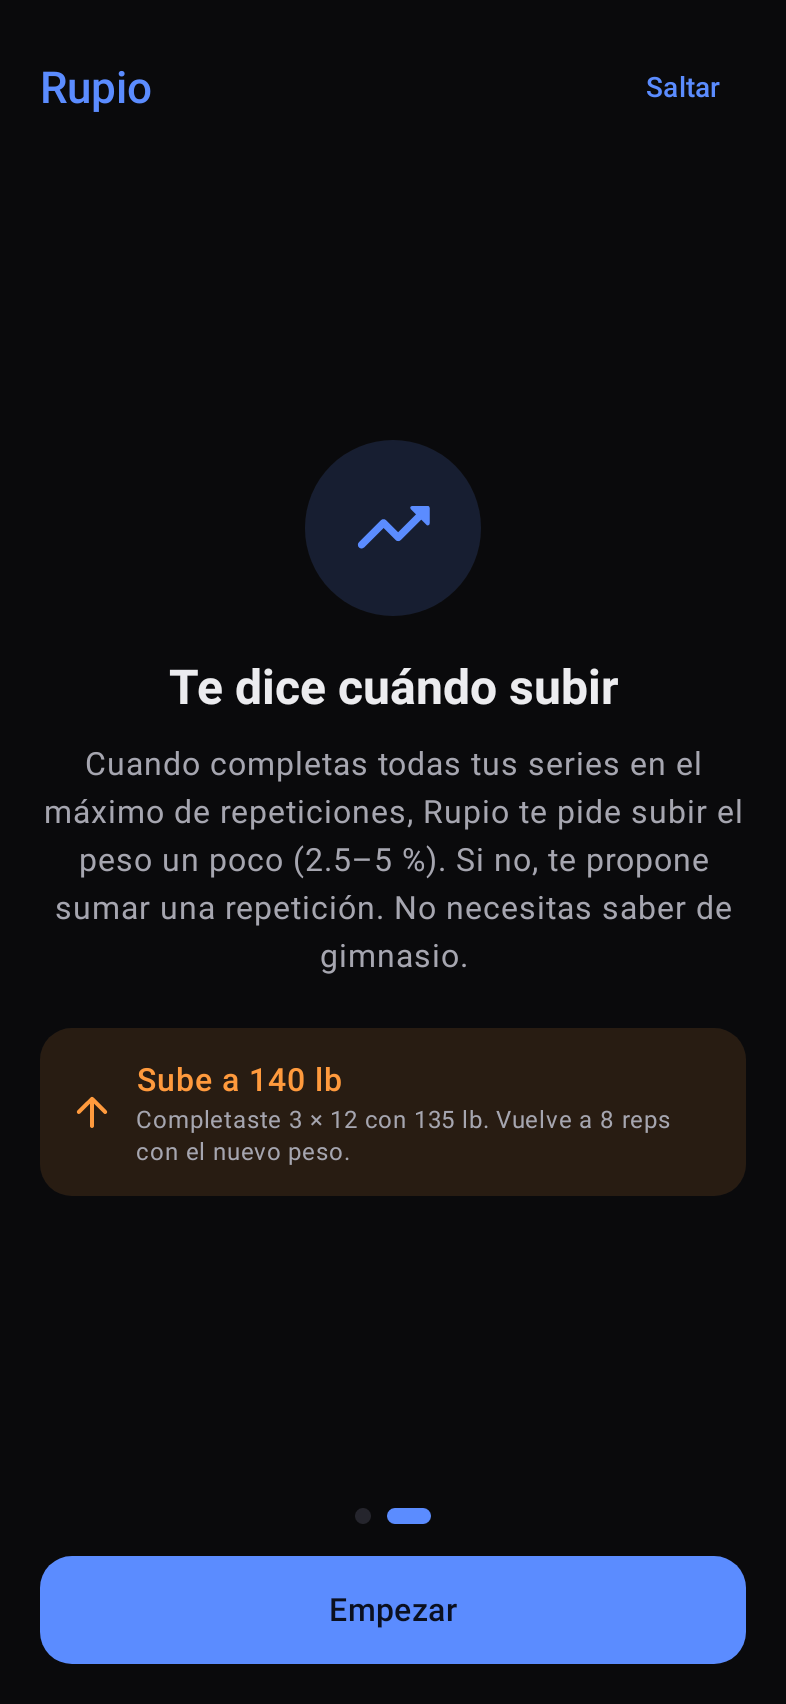 Rupio
Saltar
Te dice cuándo subir
Cuando completas todas tus series en el
máximo de repeticiones, Rupio te pide subir el
peso un poco (2.5–5 %). Si no, te propone
sumar una repetición. No necesitas saber de
gimnasio.
Sube a 140 lb
Completaste 3 × 12 con 135 lb. Vuelve a 8 reps
con el nuevo peso.
Empezar